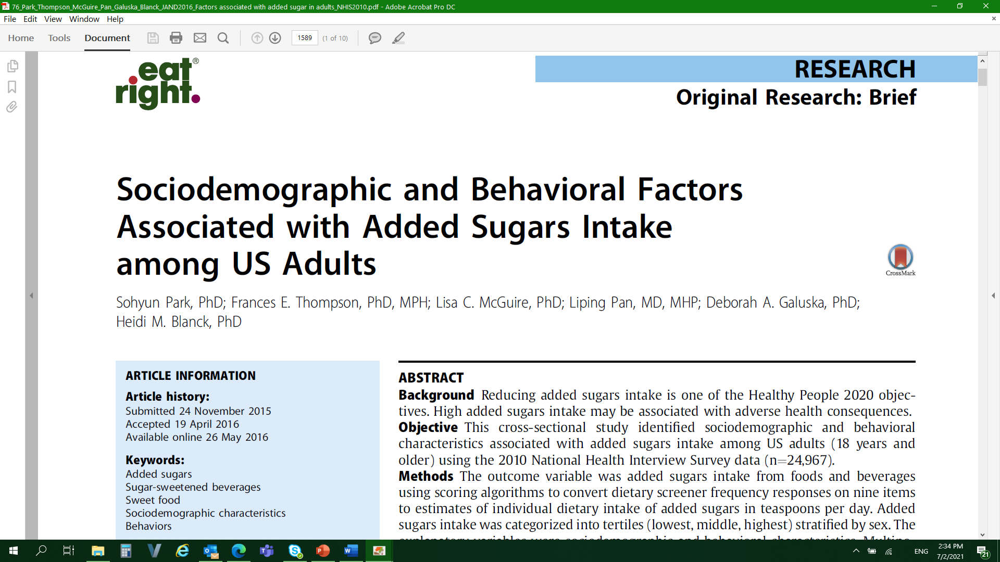 76_Park_Thompson_McGuire_Pan_Galuska_Blanck_JAND2016_Factors associated with added sugar in adults_NHIS2010.pdf - Adobe Acrobat Pro DC
File Edit View Window Help
Home Tools Document 1589 (1 of 10)
eat®
right.
RESEARCH
Original Research: Brief
Sociodemographic and Behavioral Factors
Associated with Added Sugars Intake
among US Adults
CrossMark
Sohyun Park, PhD; Frances E. Thompson, PhD, MPH; Lisa C. McGuire, PhD; Liping Pan, MD, MHP; Deborah A. Galuska, PhD;
Heidi M. Blanck, PhD
ARTICLE INFORMATION
Article history:
Submitted 24 November 2015
Accepted 19 April 2016
Available online 26 May 2016
Keywords:
Added sugars
Sugar-sweetened beverages
Sweet food
Sociodemographic characteristics
Behaviors
ABSTRACT
Background Reducing added sugars intake is one of the Healthy People 2020 objec-
tives. High added sugars intake may be associated with adverse health consequences.
Objective This cross-sectional study identified sociodemographic and behavioral
characteristics associated with added sugars intake among US adults (18 years and
older) using the 2010 National Health Interview Survey data (n=24,967).
Methods The outcome variable was added sugars intake from foods and beverages
using scoring algorithms to convert dietary screener frequency responses on nine items
to estimates of individual dietary intake of added sugars in teaspoons per day. Added
sugars intake was categorized into tertiles (lowest, middle, highest) stratified by sex. The
explanatory variables were sociodemographic and behavioral characteristics. Multino-
ENG
2:34 PM
7/2/2021
21